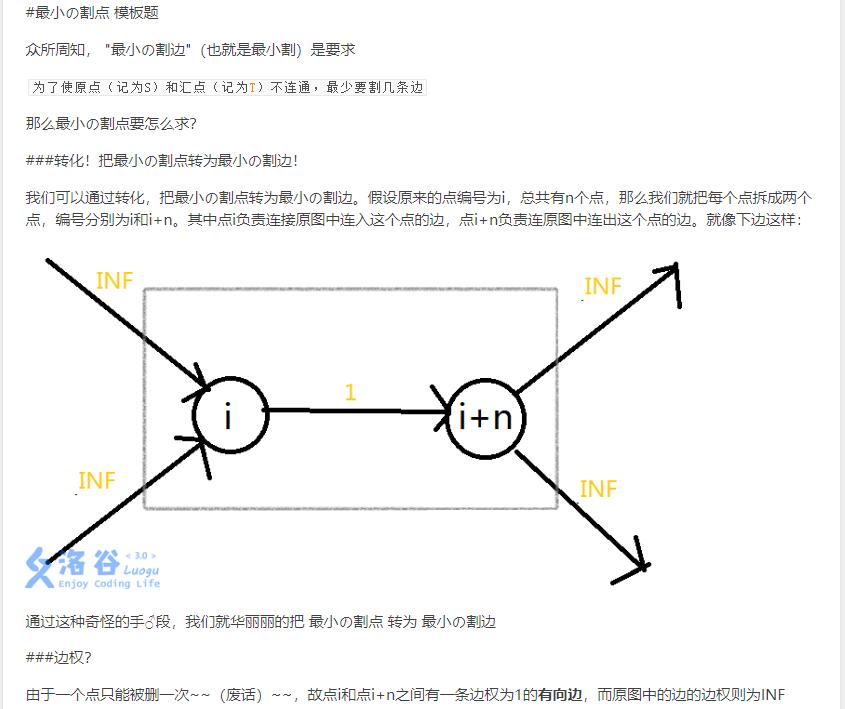 #最小の割点 模板题
众所周知， "最小の割边"（也就是最小割）是要求
为了使原点（记为S）和汇点（记为T）不连通，最少要割几条边
那么最小の割点要怎么求？
###转化！把最小の割点转为最小の割边！
我们可以通过转化，把最小の割点转为最小の割边。假设原来的点编号为i，总共有n个点，那么我们就把每个点拆成两个
点，编号分别为i和i+n。其中点i负责连接原图中连入这个点的边，点i+n负责连原图中连出这个点的边。就像下边这样：
INF
INF
1
i
i+n
INF
INF
洛谷 <3.0>
Luogu
Enjoy Coding Life
通过这种奇怪的手段，我们就华丽丽的把 最小の割点 转为 最小の割边
###边权？
由于一个点只能被删一次~~（废话）~~，故点i和点i+n之间有一条边权为1的有向边，而原图中的边的边权则为INF